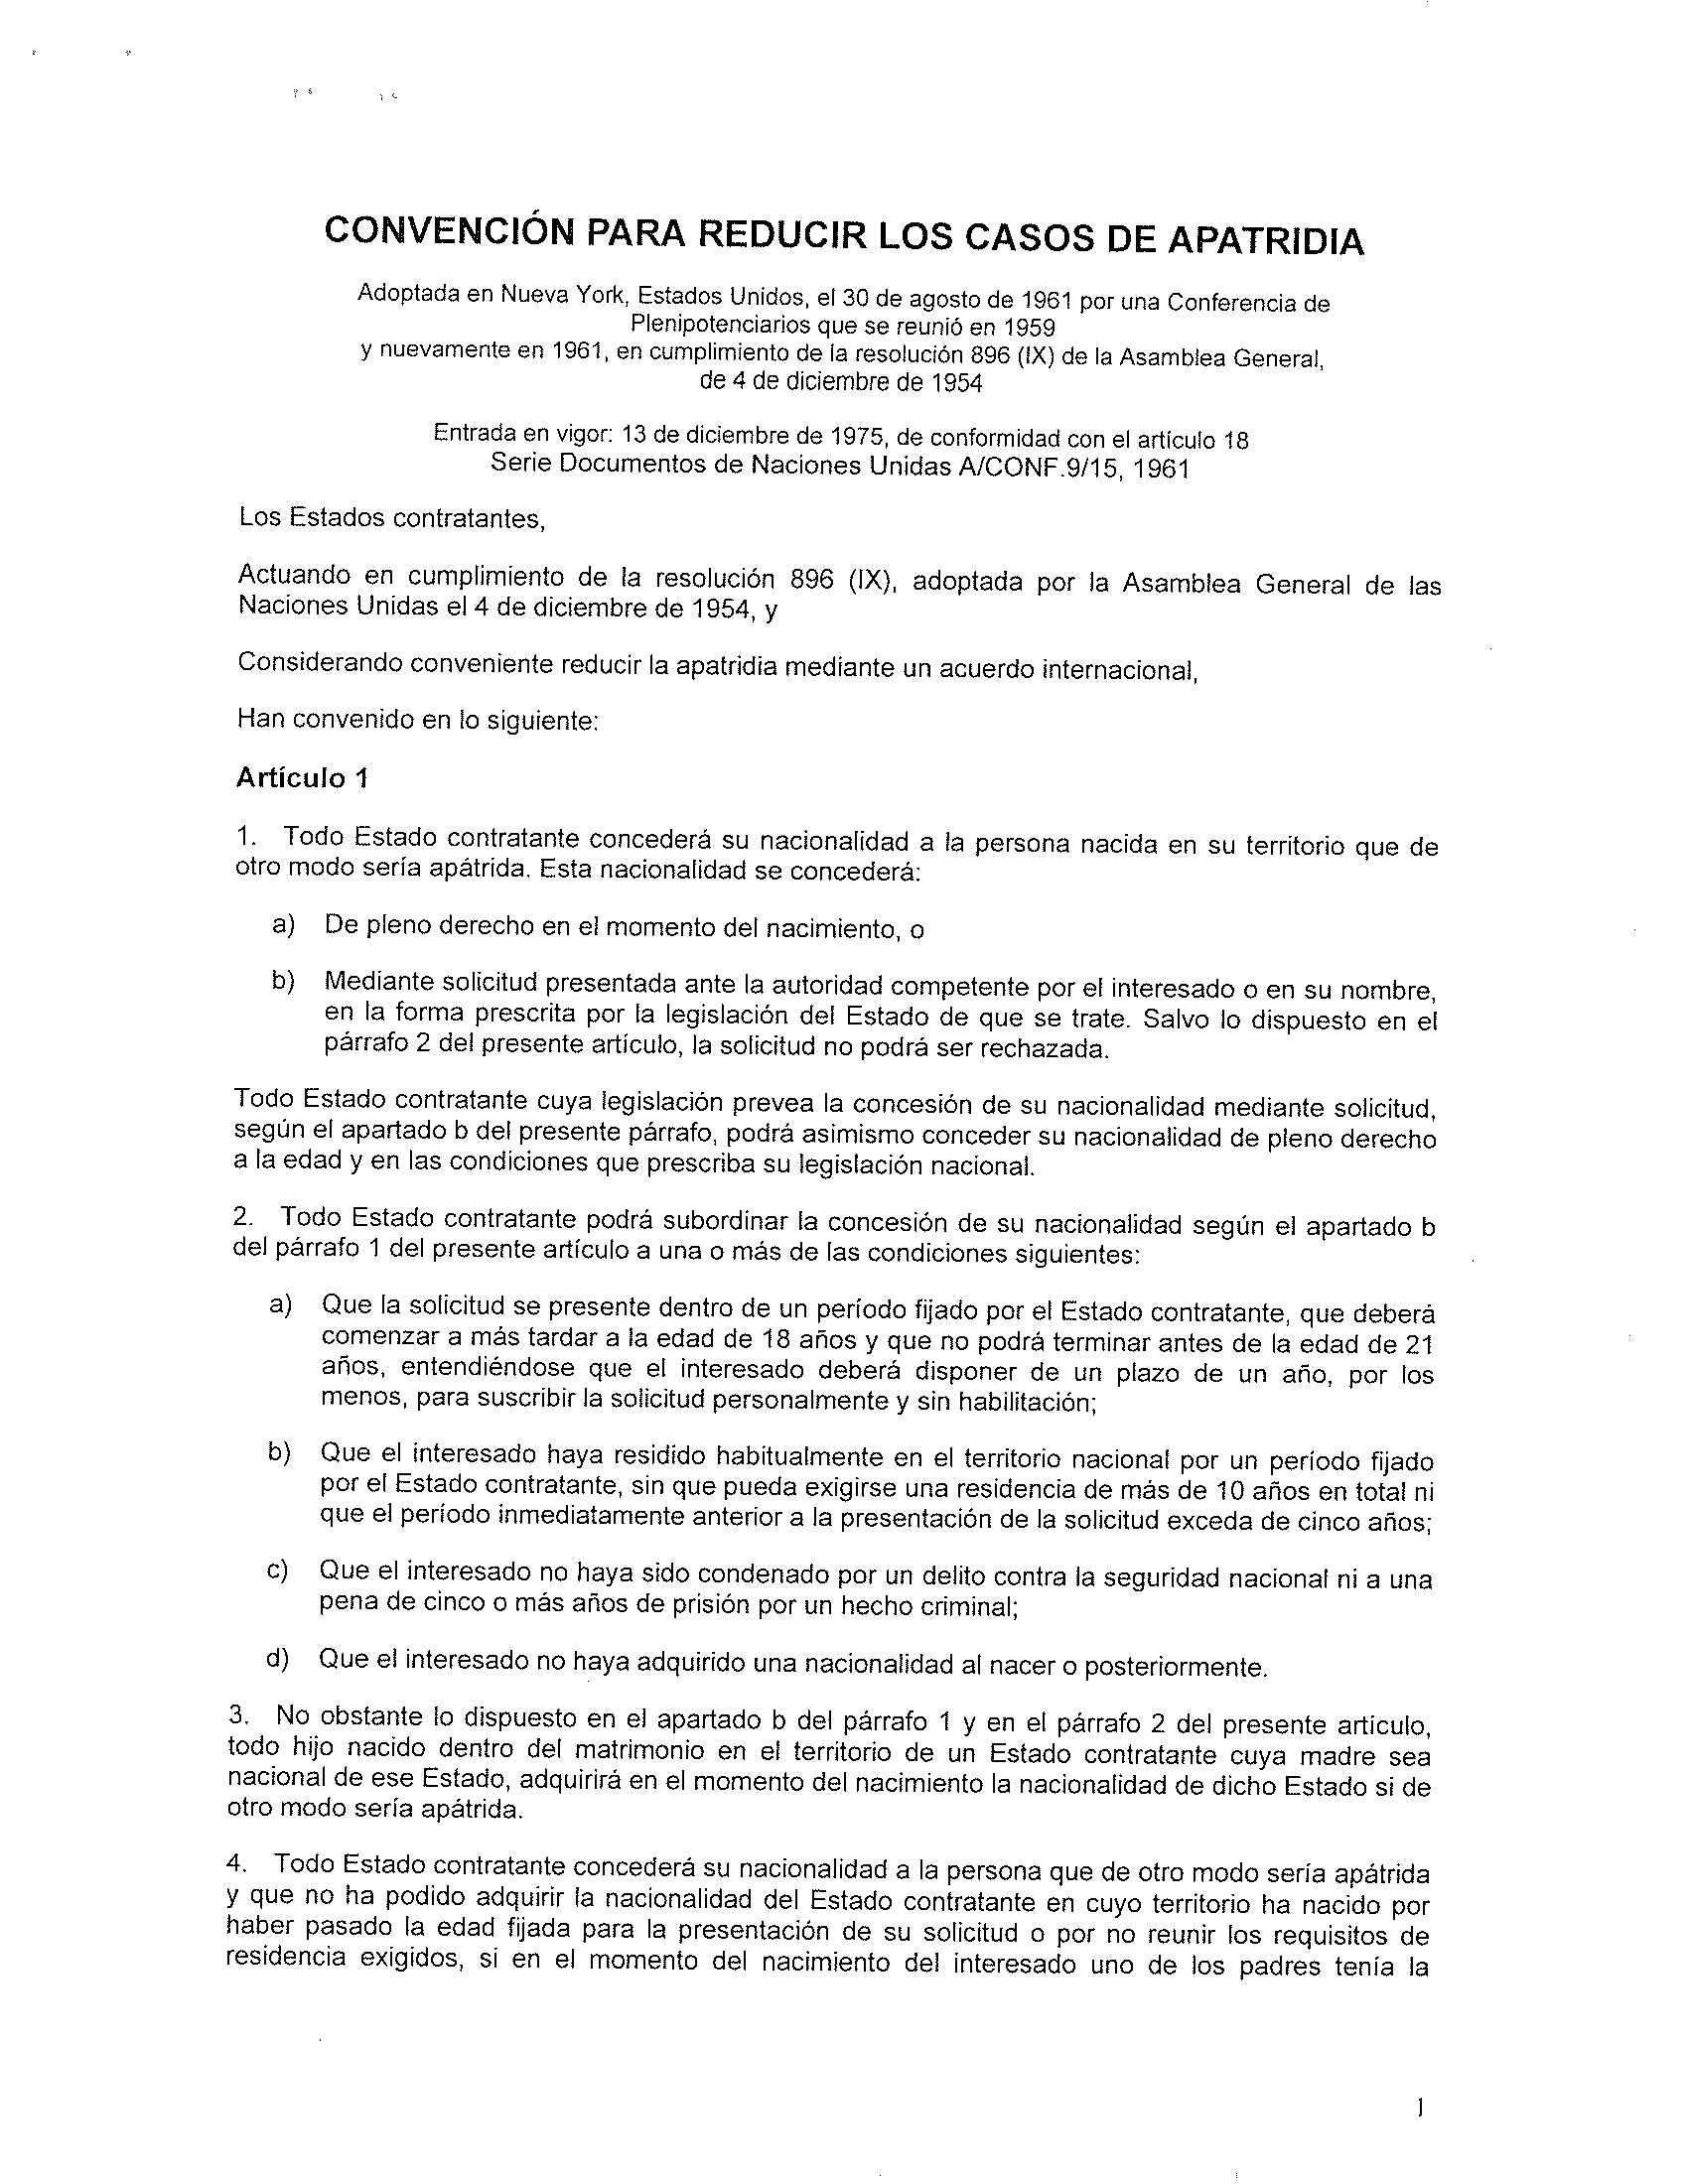 CONVENCIÓN PARA REDUCIR LOS CASOS DE APATRIDIA
Adoptada en Nueva York, Estados Unidos, el 30 de agosto de 1961 por una Conferencia de
Plenipotenciarios que se reunió en 1959
y nuevamente en 1961, en cumplimiento de la resolución 896 (IX) de la Asamblea General,
de 4 de diciembre de 1954
Entrada en vigor: 13 de diciembre de 1975, de conformidad con el artículo 18
Serie Documentos de Naciones Unidas A/CONF.9/15, 1961
Los Estados contratantes,
Actuando en cumplimiento de la resolución 896 (IX), adoptada por la Asamblea General de las
Naciones Unidas el 4 de diciembre de 1954, y
Considerando conveniente reducir la apatridia mediante un acuerdo internacional,
Han convenido en lo siguiente:
Artículo 1
1. Todo Estado contratante concederá su nacionalidad a la persona nacida en su territorio que de
otro modo sería apátrida. Esta nacionalidad se concederá:
a) De pleno derecho en el momento del nacimiento, o
b) Mediante solicitud presentada ante la autoridad competente por el interesado o en su nombre,
en la forma prescrita por la legislación del Estado de que se trate. Salvo lo dispuesto en el
párrafo 2 del presente artículo, la solicitud no podrá ser rechazada.
Todo Estado contratante cuya legislación prevea la concesión de su nacionalidad mediante solicitud,
según el apartado b del presente párrafo, podrá asimismo conceder su nacionalidad de pleno derecho
a la edad y en las condiciones que prescriba su legislación nacional.
2. Todo Estado contratante podrá subordinar la concesión de su nacionalidad según el apartado b
del párrafo 1 del presente artículo a una o más de las condiciones siguientes:
a) Que la solicitud se presente dentro de un período fijado por el Estado contratante, que deberá
comenzar a más tardar a la edad de 18 años y que no podrá terminar antes de la edad de 21
años, entendiéndose que el interesado deberá disponer de un plazo de un año, por los
menos, para suscribir la solicitud personalmente y sin habilitación;
b) Que el interesado haya residido habitualmente en el territorio nacional por un período fijado
por el Estado contratante, sin que pueda exigirse una residencia de más de 10 años en total ni
que el período inmediatamente anterior a la presentación de la solicitud exceda de cinco años;
c) Que el interesado no haya sido condenado por un delito contra la seguridad nacional ni a una
pena de cinco o más años de prisión por un hecho criminal;
d) Que el interesado no haya adquirido una nacionalidad al nacer o posteriormente.
3. No obstante lo dispuesto en el apartado b del párrafo 1 y en el párrafo 2 del presente artículo,
todo hijo nacido dentro del matrimonio en el territorio de un Estado contratante cuya madre sea
nacional de ese Estado, adquirirá en el momento del nacimiento la nacionalidad de dicho Estado si de
otro modo sería apátrida.
4. Todo Estado contratante concederá su nacionalidad a la persona que de otro modo sería apátrida
y que no ha podido adquirir la nacionalidad del Estado contratante en cuyo territorio ha nacido por
haber pasado la edad fijada para la presentación de su solicitud o por no reunir los requisitos de
residencia exigidos, si en el momento del nacimiento del interesado uno de los padres tenía la
1